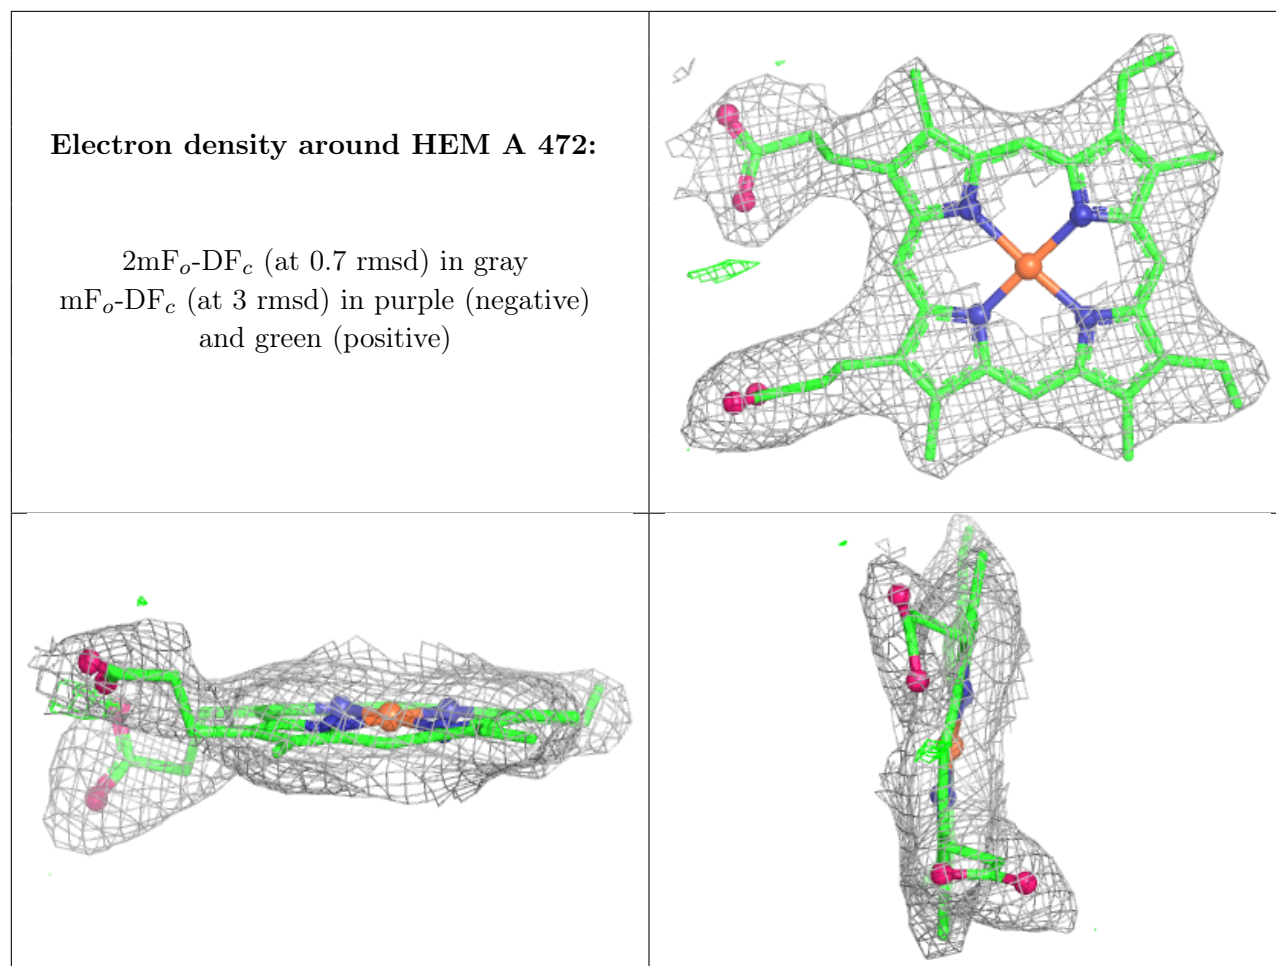 Electron density around HEM A 472:
2mFo-DFc (at 0.7 rmsd) in gray
mFo-DFc (at 3 rmsd) in purple (negative)
and green (positive)